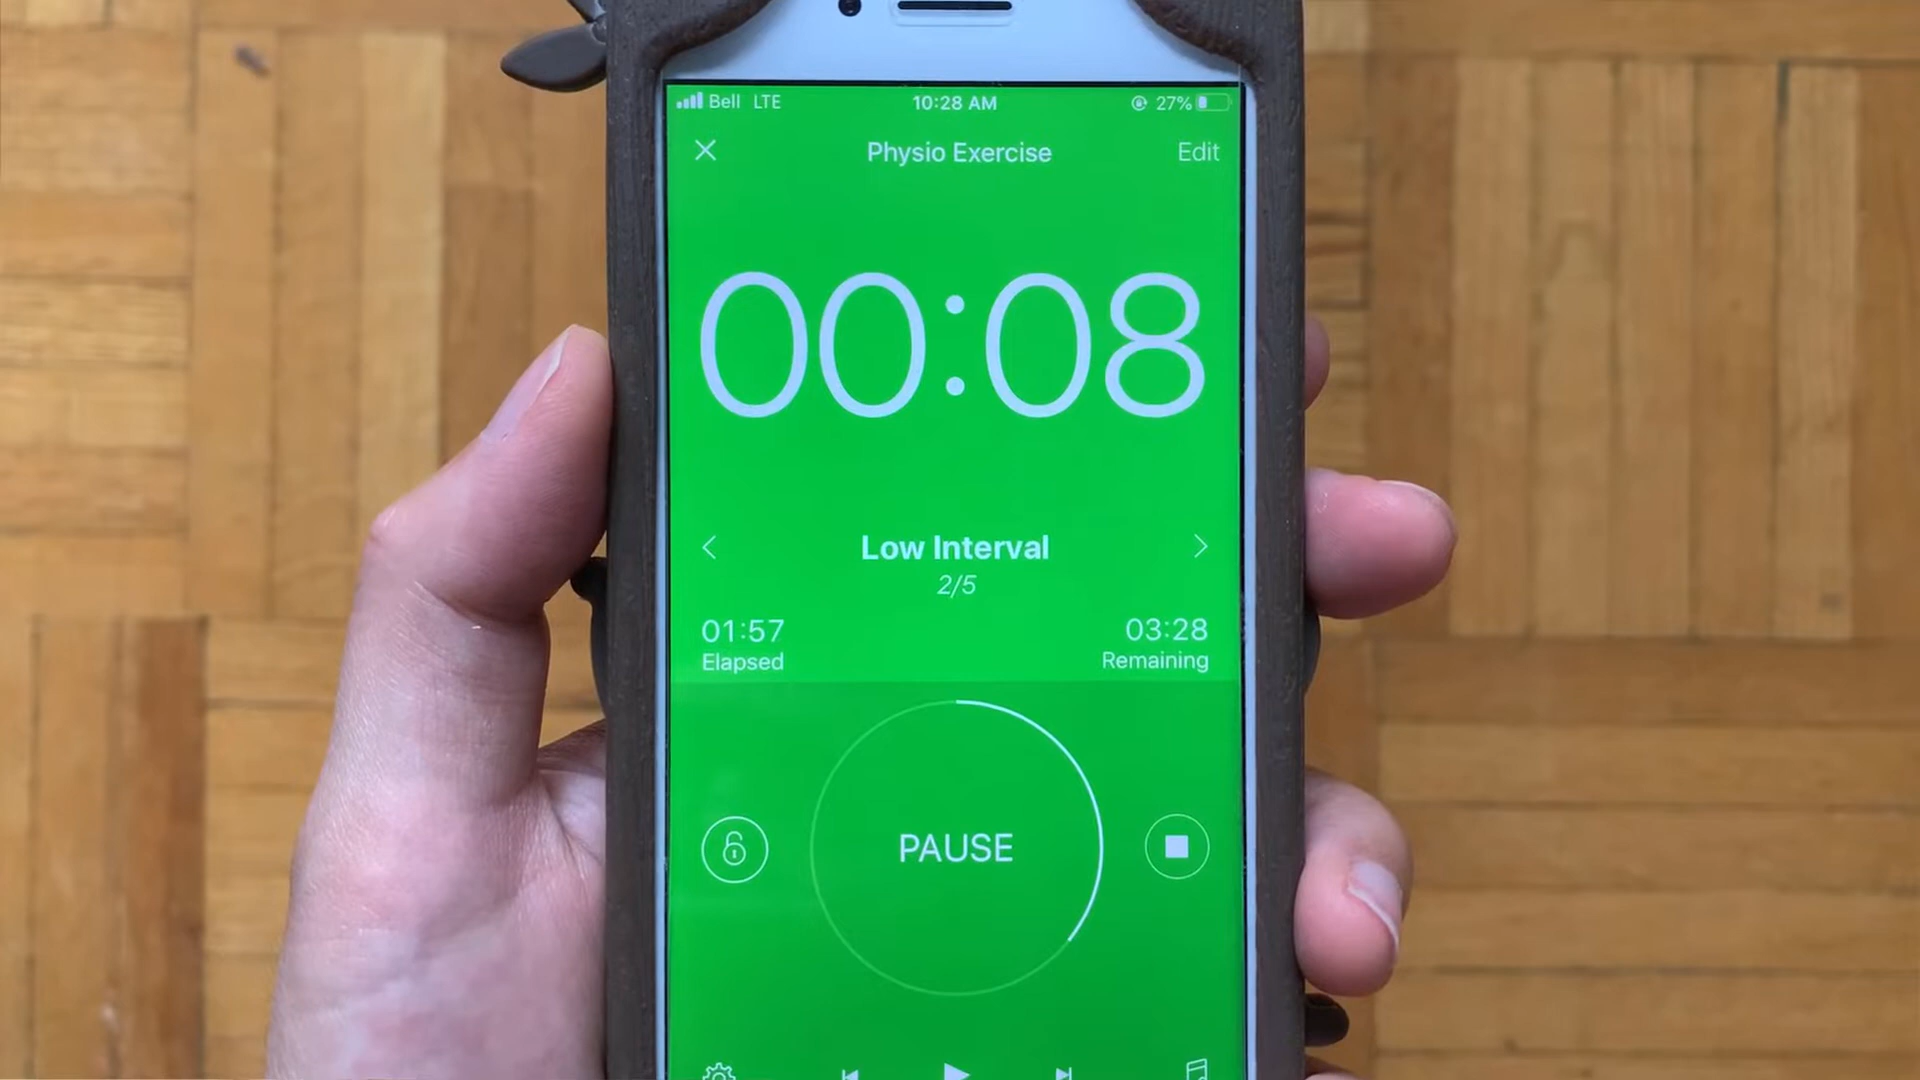 Bell LTE 10:28 AM 27%
Physio Exercise Edit
00:08
Low Interval
2/5
01:57 03:28
Elapsed Remaining
PAUSE